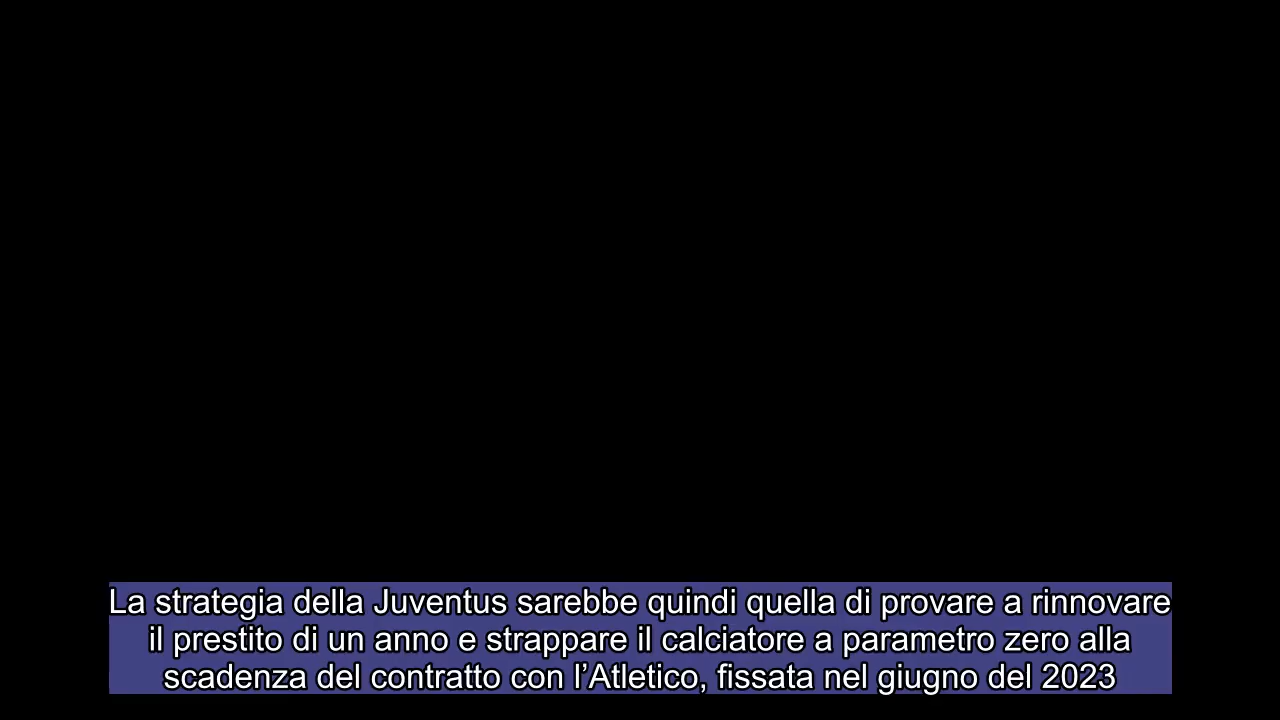 La strategia della Juventus sarebbe quindi quella di provare a rinnovare
il prestito di un anno e strappare il calciatore a parametro zero alla
scadenza del contratto con l’Atletico, fissata nel giugno del 2023